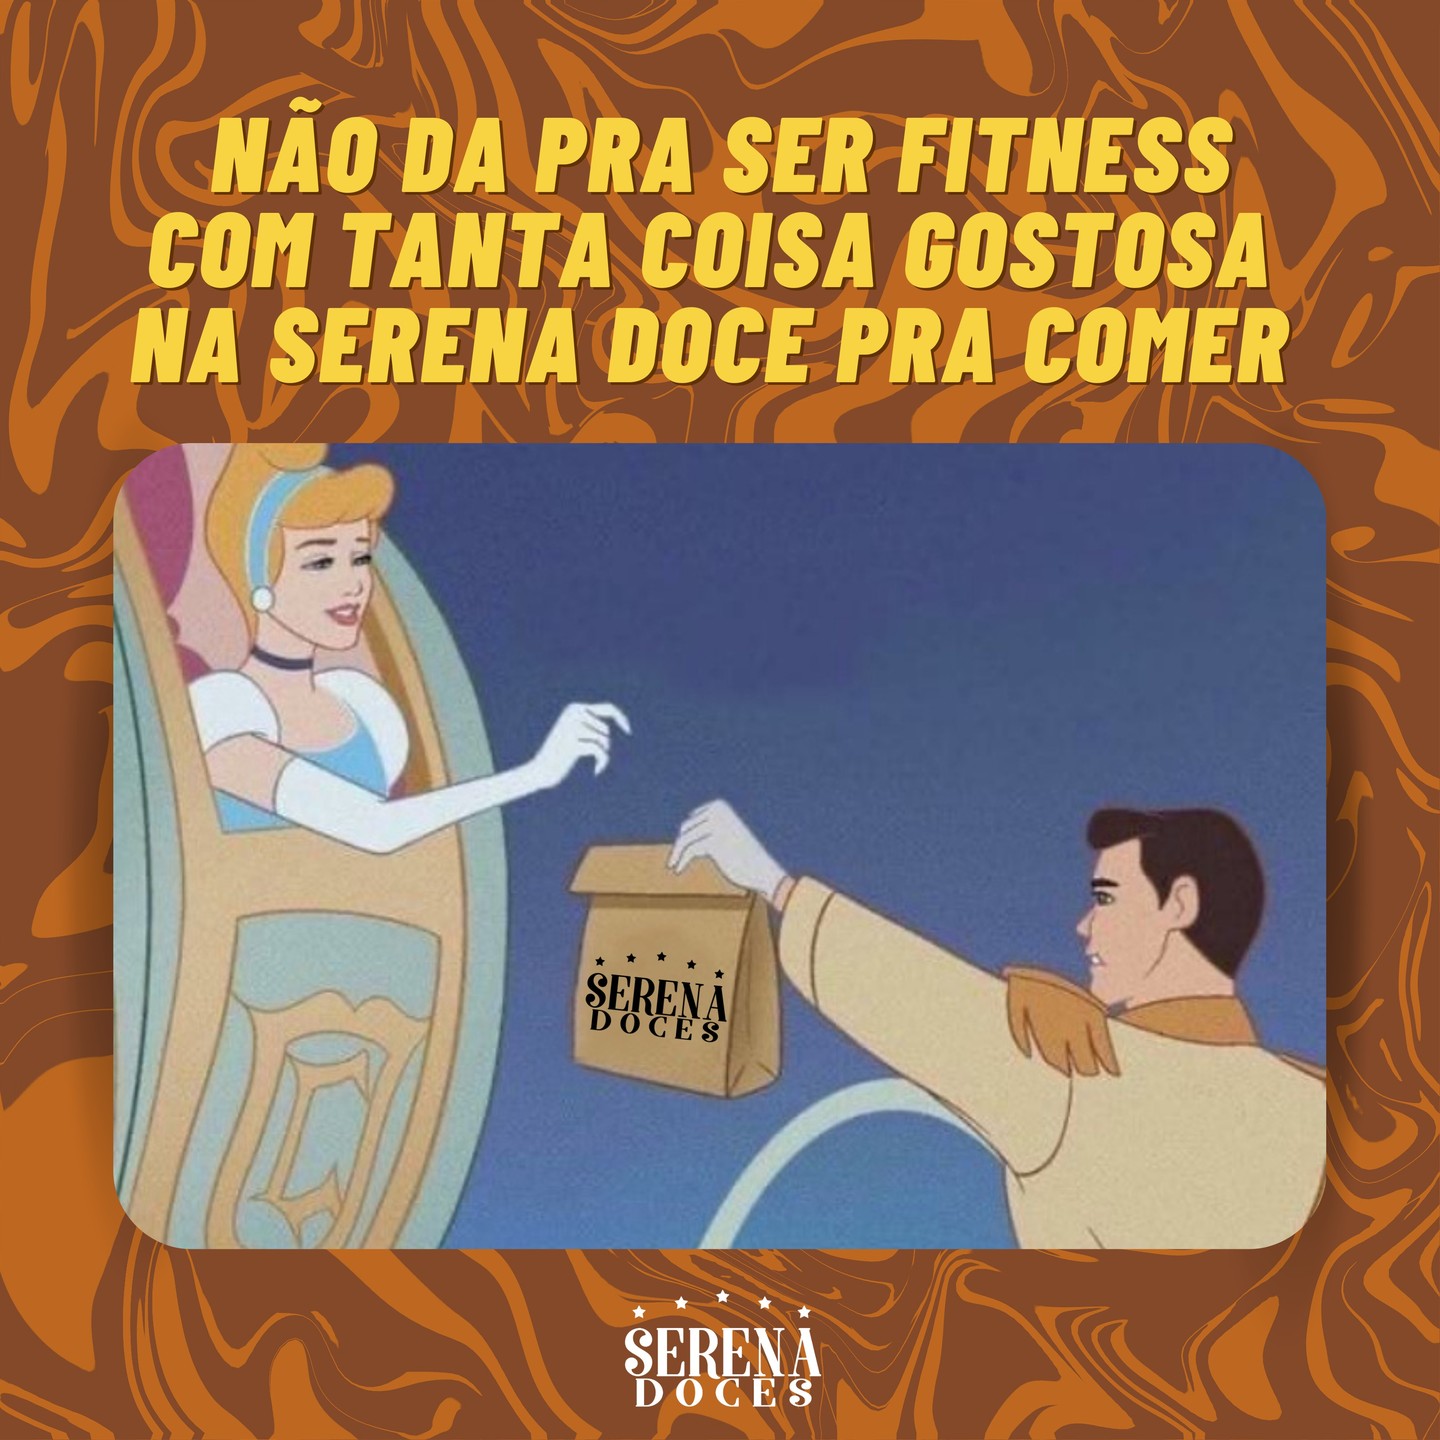 NÃO DA PRA SER FITNESS
COM TANTA COISA GOSTOSA
NA SERENA DOCE PRA COMER
SERENA
DOCES
SERENA
DOCES